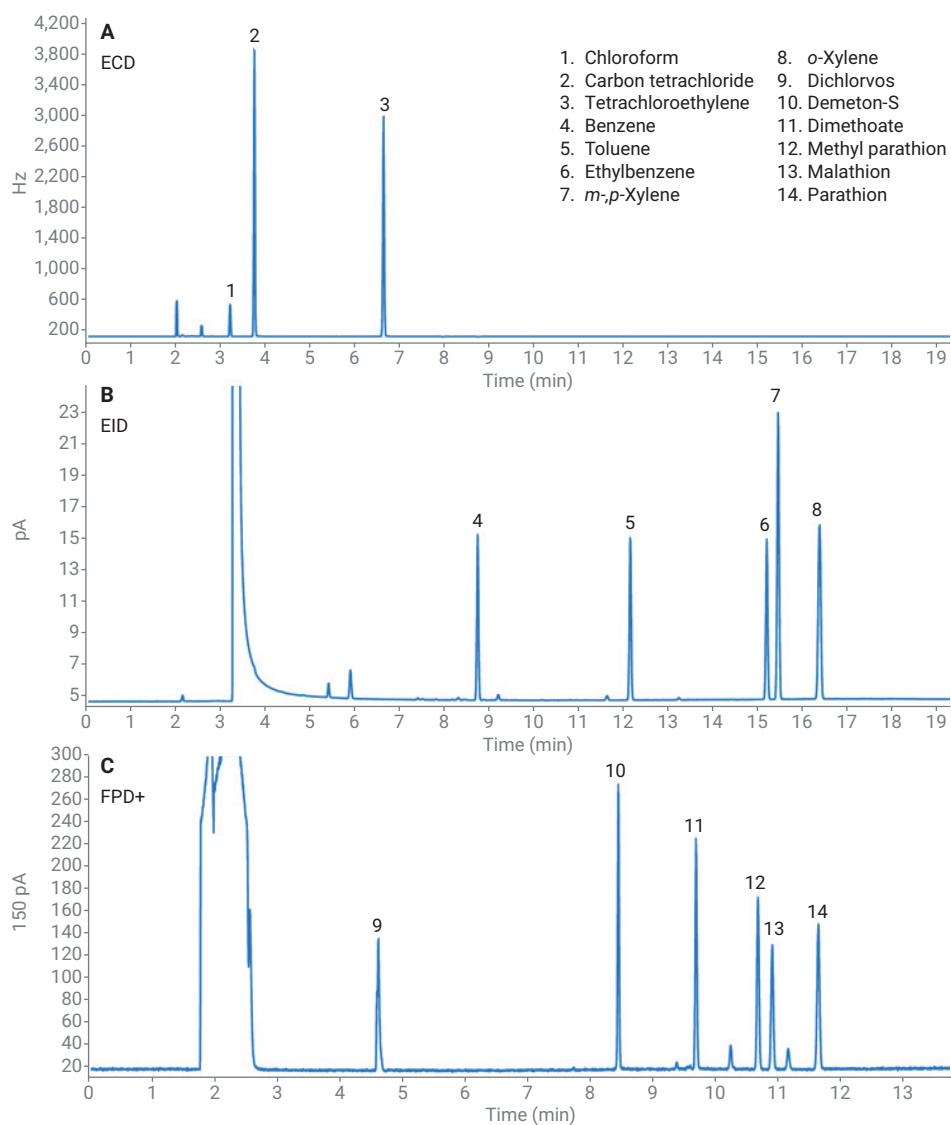 A
ECD
4,200
3,800
3,400
3,000
2,600
2,200
1,800
1,400
1,000
600
200
Hz
1
2
3
1. Chloroform
2. Carbon tetrachloride
3. Tetrachloroethylene
4. Benzene
5. Toluene
6. Ethylbenzene
7. m-,p-Xylene
8. o-Xylene
9. Dichlorvos
10. Demeton-S
11. Dimethoate
12. Methyl parathion
13. Malathion
14. Parathion
0 1 2 3 4 5 6 7 8 9 10 11 12 13 14 15 16 17 18 19
Time (min)
B
EID
23
21
19
17
15
13
11
9
7
5
pA
4
5
6
7
8
0 1 2 3 4 5 6 7 8 9 10 11 12 13 14 15 16 17 18 19
Time (min)
C
FPD+
300
280
260
240
220
200
180
160
140
120
100
80
60
40
20
150 pA
9
10
11
12
13
14
0 1 2 3 4 5 6 7 8 9 10 11 12 13
Time (min)